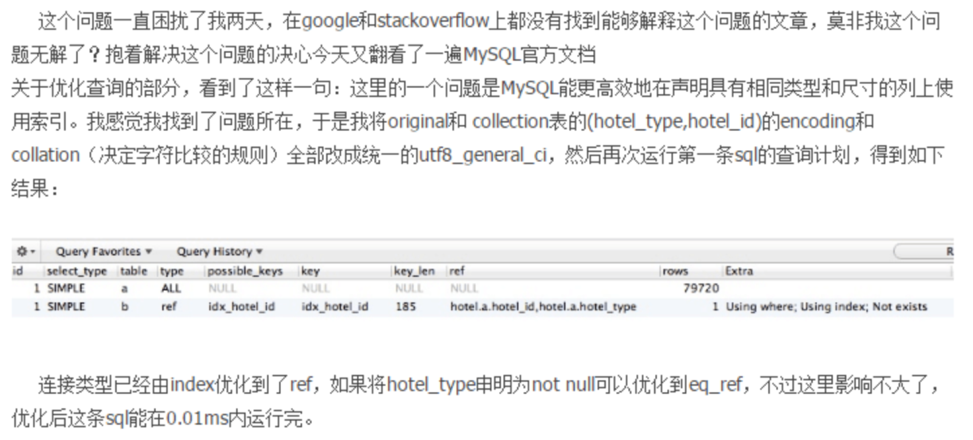 这个问题一直困扰了我两天，在google和stackoverflow上都没有找到能够解释这个问题的文章，莫非我这个问
题无解了？抱着解决这个问题的决心今天又翻看了一遍MySQL官方文档
关于优化查询的部分，看到了这样一句：这里的一个问题是MySQL能更高效地在声明具有相同类型和尺寸的列上使
用索引。我感觉我找到了问题所在，于是我将original和 collection表的(hotel_type,hotel_id)的encoding和
collation（决定字符比较的规则）全部改成统一的utf8_general_ci，然后再次运行第一条sql的查询计划，得到如下
结果：
Query Favorites ▾ Query History ▾ R
id select_type table type possible_keys key key_len ref rows Extra
1 SIMPLE a ALL NULL NULL NULL NULL 79720
1 SIMPLE b ref idx_hotel_id idx_hotel_id 185 hotel.a.hotel_id,hotel.a.hotel_type 1 Using where; Using index; Not exists
连接类型已经由index优化到了ref，如果将hotel_type申明为not null可以优化到eq_ref，不过这里影响不大了，
优化后这条sql能在0.01ms内运行完。